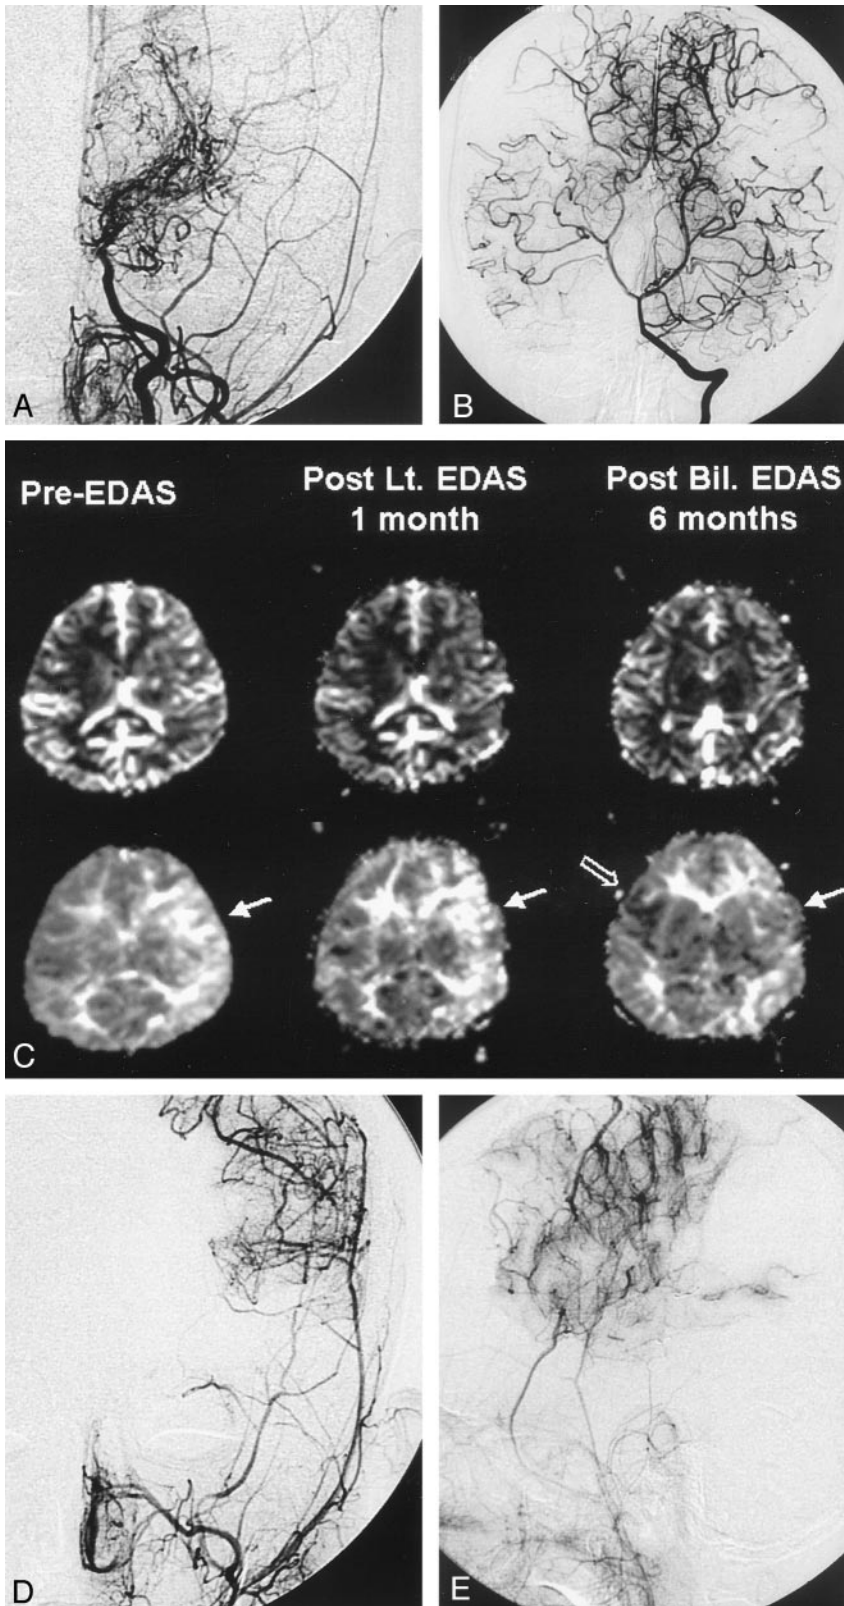 A
B
Pre-EDAS
Post Lt. EDAS
1 month
Post Bil. EDAS
6 months
C
D
E